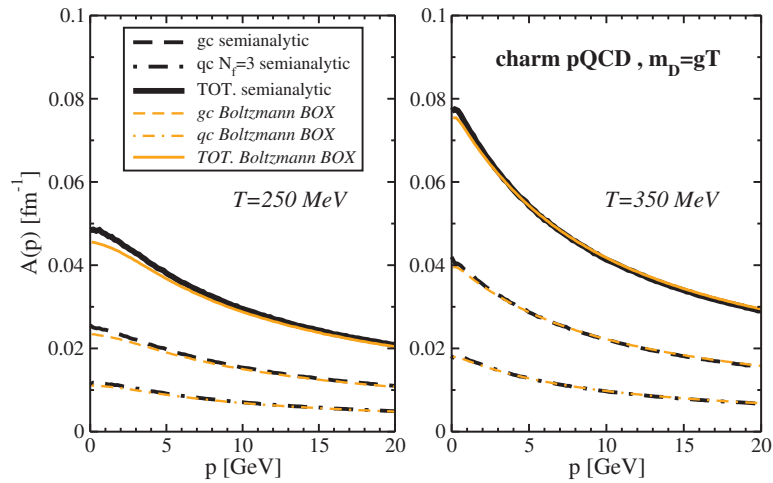 0.1
0.08
0.06
0.04
0.02
0
A(p) [fm⁻¹]
gc semianalytic
qc N_f=3 semianalytic
TOT. semianalytic
gc Boltzmann BOX
qc Boltzmann BOX
TOT. Boltzmann BOX
T=250 MeV
0 5 10 15 20
p [GeV]
charm pQCD , m_D=gT
T=350 MeV
0.1
0.08
0.06
0.04
0.02
0
0 5 10 15 20
p [GeV]